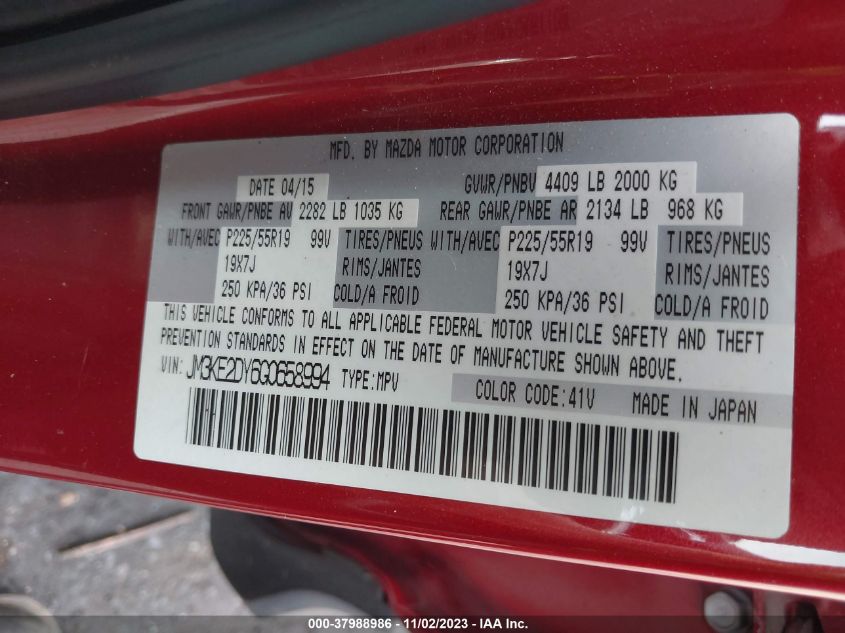 MFD. BY MAZDA MOTOR CORPORATION
DATE 04/15 GVWR/PNBV 4409 LB 2000 KG
FRONT GAWR/PNBE AV 2282 LB 1035 KG REAR GAWR/PNBE AR 2134 LB 968 KG
WITH/AVEC P225/55R19 99V TIRES/PNEUS WITH/AVEC P225/55R19 99V TIRES/PNEUS
19X7J RIMS/JANTES 19X7J RIMS/JANTES
250 KPA/36 PSI COLD/A FROID 250 KPA/36 PSI COLD/A FROID
THIS VEHICLE CONFORMS TO ALL APPLICABLE FEDERAL MOTOR VEHICLE SAFETY AND THEFT
PREVENTION STANDARDS IN EFFECT ON THE DATE OF MANUFACTURE SHOWN ABOVE.
VIN: JM3KE2DY6G0658994 TYPE:MPV COLOR CODE:41V MADE IN JAPAN
000-37988986 - 11/02/2023 - IAA Inc.